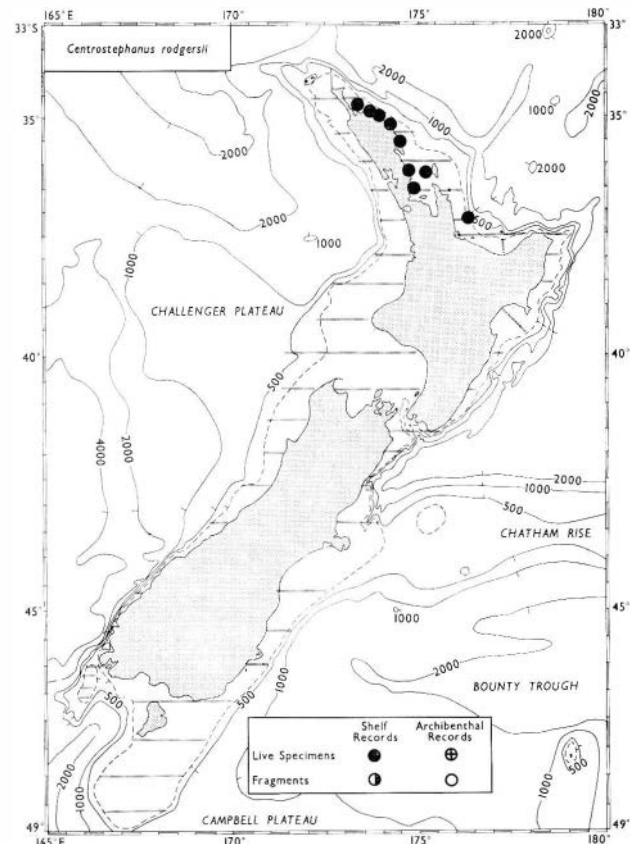 165°E 170° 175° 180°
33°S 33°
Centrostephanus rodgersii
2000
2000
1000
1000
2000
35° 35°
2000
2000
1000
500
1000
CHALLENGER PLATEAU
40° 40°
500
4000
2000
2000
1000
500
1000
CHATHAM RISE
45° 45°
1000
2000
500
BOUNTY TROUGH
500
1000
Shelf Records Archibenthal Records
Live Specimens
Fragments
2000
1000
1000
500
CAMPBELL PLATEAU
49° 49°
165°E 170° 175° 180°